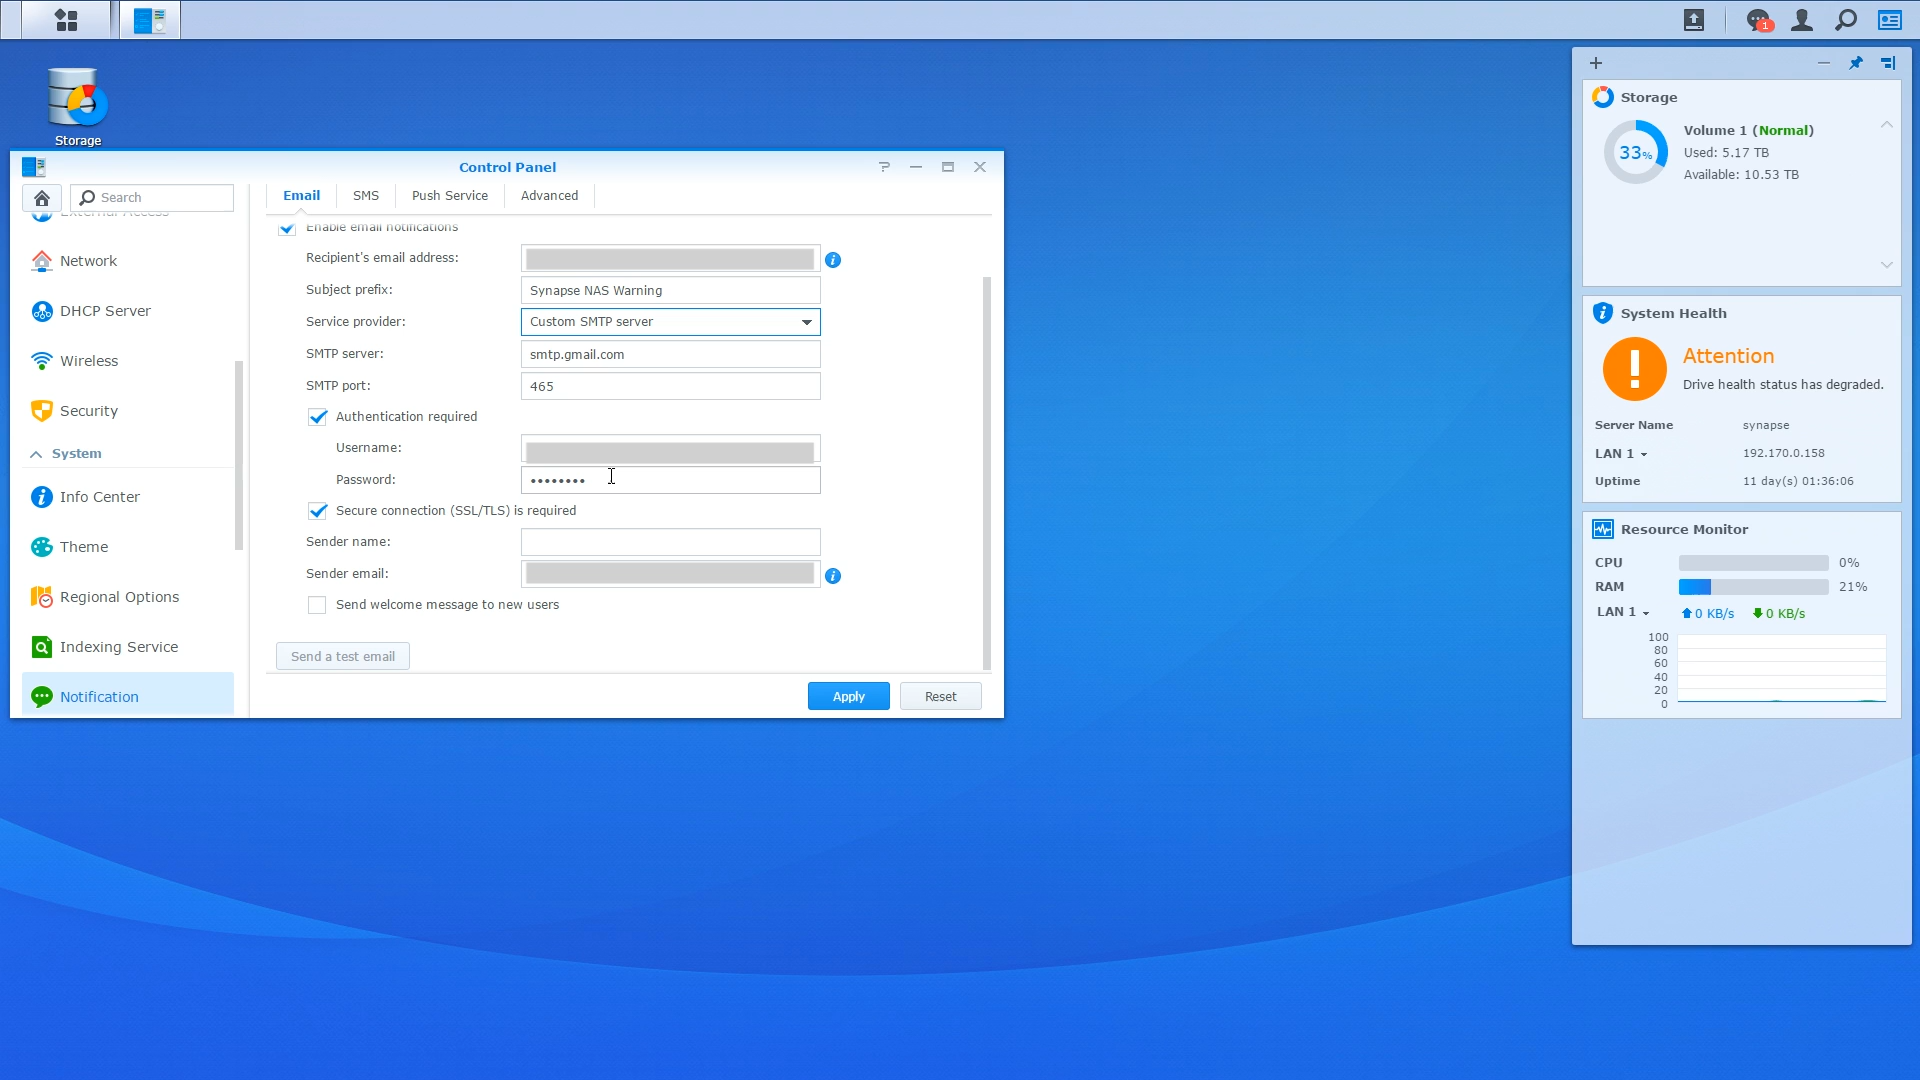 1
Storage
Control Panel
Search
External Access
Network
DHCP Server
Wireless
Security
System
Info Center
Theme
Regional Options
Indexing Service
Notification
Email SMS Push Service Advanced
Enable email notifications
Recipient's email address:
Subject prefix: Synapse NAS Warning
Service provider: Custom SMTP server
SMTP server: smtp.gmail.com
SMTP port: 465
Authentication required
Username:
Password: ••••••••
Secure connection (SSL/TLS) is required
Sender name:
Sender email:
Send welcome message to new users
Send a test email
Apply Reset
Storage
33%
Volume 1 (Normal)
Used: 5.17 TB
Available: 10.53 TB
System Health
Attention
Drive health status has degraded.
Server Name synapse
LAN 1 192.170.0.158
Uptime 11 day(s) 01:36:06
Resource Monitor
CPU 0%
RAM 21%
LAN 1 0 KB/s 0 KB/s
100
80
60
40
20
0